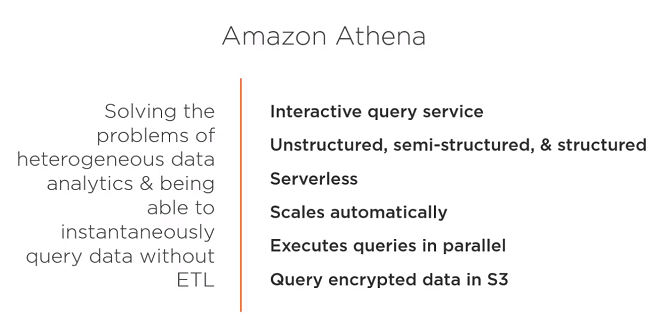 Amazon Athena
Solving the
problems of
heterogeneous data
analytics & being
able to
instantaneously
query data without
ETL
Interactive query service
Unstructured, semi-structured, & structured
Serverless
Scales automatically
Executes queries in parallel
Query encrypted data in S3